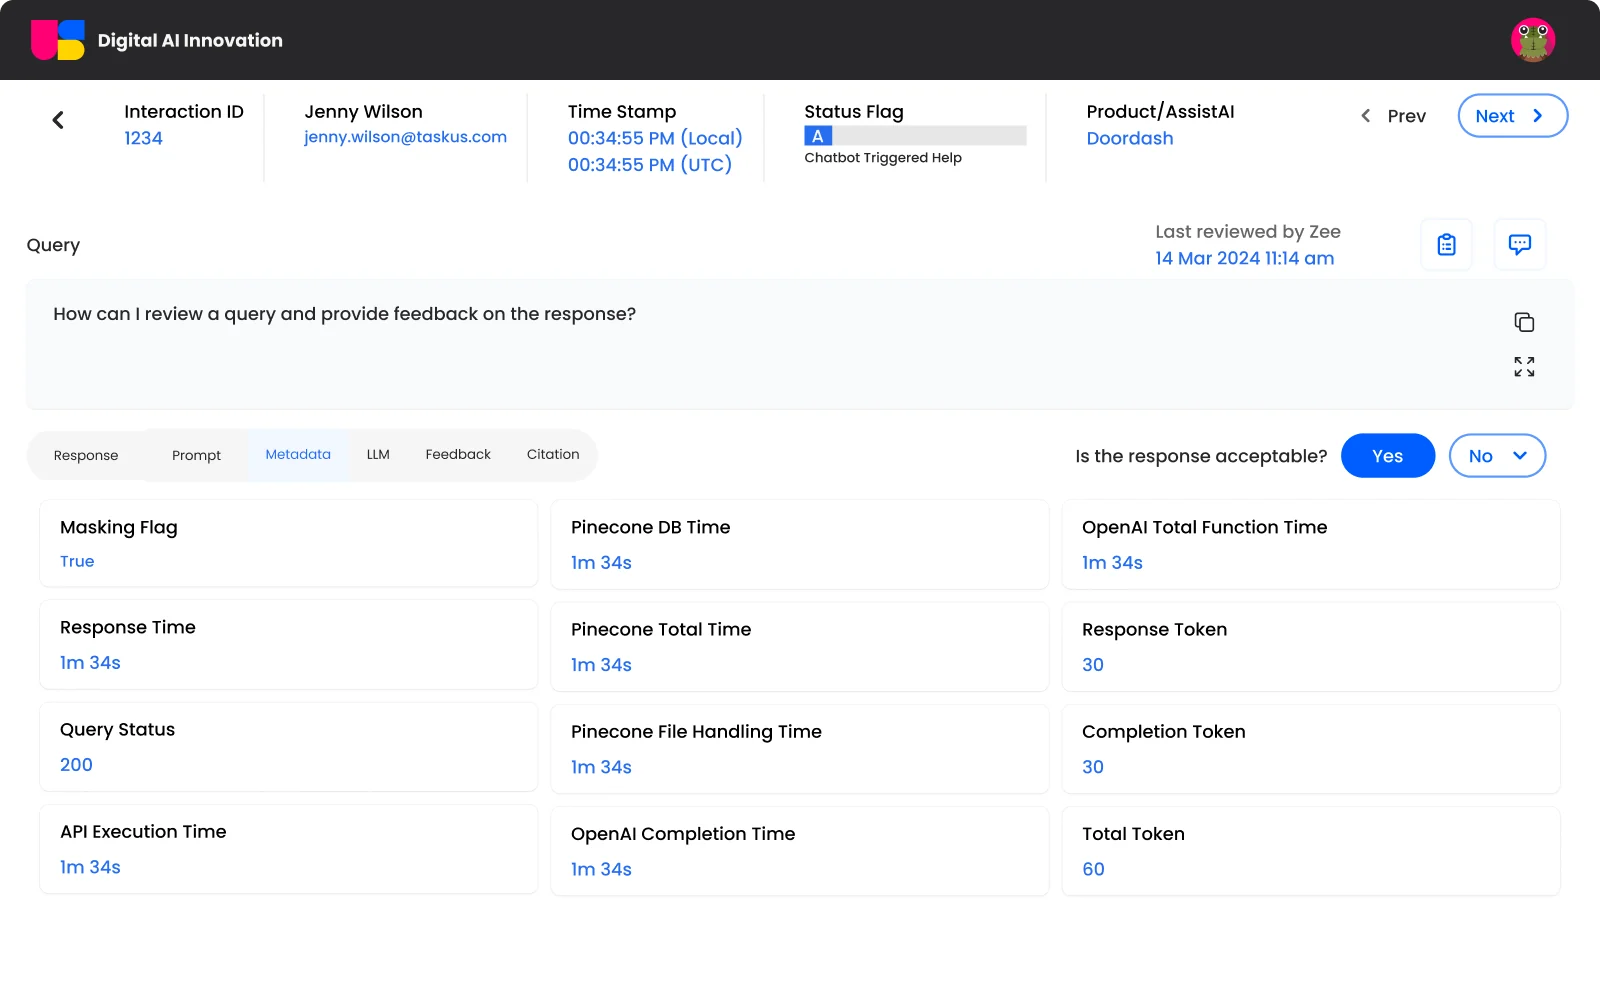 Digital AI Innovation
Interaction ID
1234
Jenny Wilson
jenny.wilson@taskus.com
Time Stamp
00:34:55 PM (Local)
00:34:55 PM (UTC)
Status Flag
A
Chatbot Triggered Help
Product/AssistAI
Doordash
Prev
Next
Query
Last reviewed by Zee
14 Mar 2024 11:14 am
How can I review a query and provide feedback on the response?
Response
Prompt
Metadata
LLM
Feedback
Citation
Is the response acceptable?
Yes
No
Masking Flag
True
Pinecone DB Time
1m 34s
OpenAI Total Function Time
1m 34s
Response Time
1m 34s
Pinecone Total Time
1m 34s
Response Token
30
Query Status
200
Pinecone File Handling Time
1m 34s
Completion Token
30
API Execution Time
1m 34s
OpenAI Completion Time
1m 34s
Total Token
60